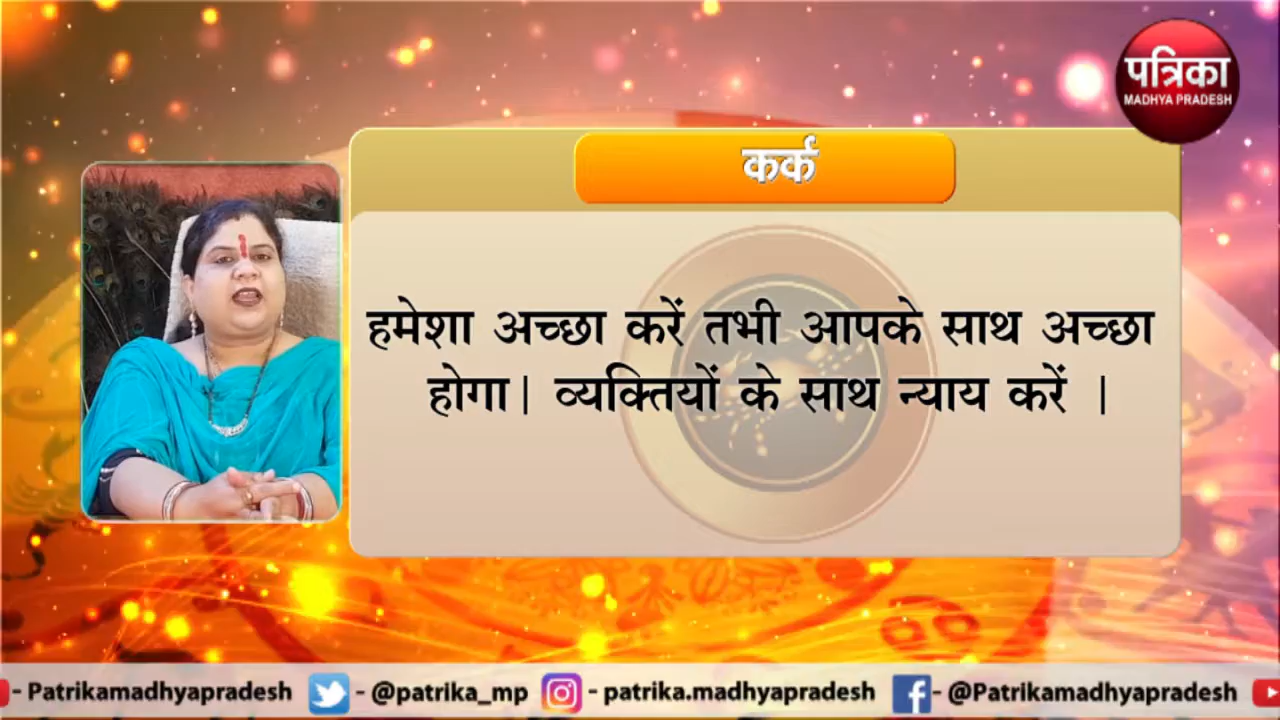 पत्रिका
MADHYA PRADESH
कर्क
हमेशा अच्छा करें तभी आपके साथ अच्छा
होगा| व्यक्तियों के साथ न्याय करें |
- Patrikamadhyapradesh - @patrika_mp - patrika.madhyapradesh - @Patrikamadhyapradesh